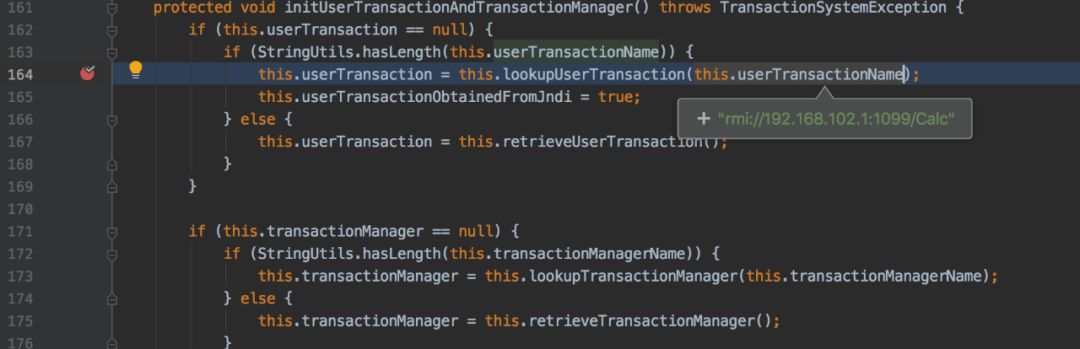 161 protected void initUserTransactionAndTransactionManager() throws TransactionSystemException {
162 if (this.userTransaction == null) {
163 if (StringUtils.hasLength(this.userTransactionName)) {
164 this.userTransaction = this.lookupUserTransaction(this.userTransactionName);
165 this.userTransactionObtainedFromJndi = true;
166 } else {
+ "rmi://192.168.102.1:1099/Calc"
167 this.userTransaction = this.retrieveUserTransaction();
168 }
169 }
170
171 if (this.transactionManager == null) {
172 if (StringUtils.hasLength(this.transactionManagerName)) {
173 this.transactionManager = this.lookupTransactionManager(this.transactionManagerName);
174 } else {
175 this.transactionManager = this.retrieveTransactionManager();
176 }